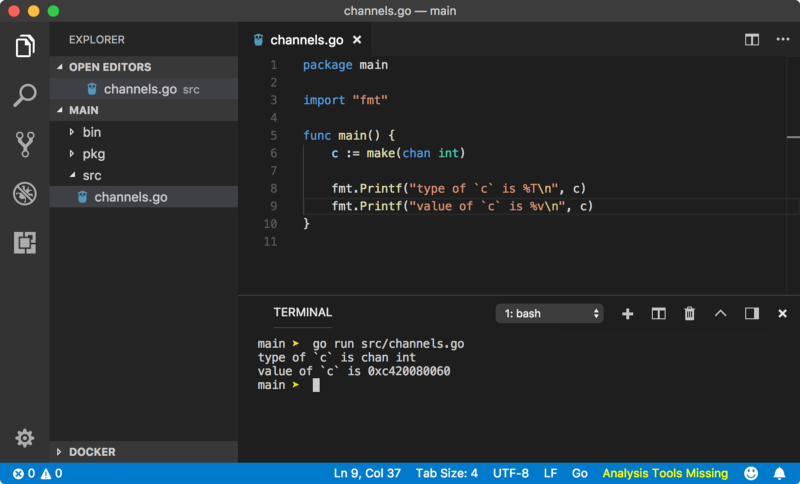 channels.go — main
EXPLORER
OPEN EDITORS
channels.go src
MAIN
bin
pkg
src
channels.go
DOCKER
channels.go
1 package main
2
3 import "fmt"
4
5 func main() {
6 c := make(chan int)
7
8 fmt.Printf("type of `c` is %T\n", c)
9 fmt.Printf("value of `c` is %v\n", c)
10 }
11
TERMINAL
1: bash
main ➤ go run src/channels.go
type of `c` is chan int
value of `c` is 0xc420080060
main ➤
0 0 Ln 9, Col 37 Tab Size: 4 UTF-8 LF Go Analysis Tools Missing